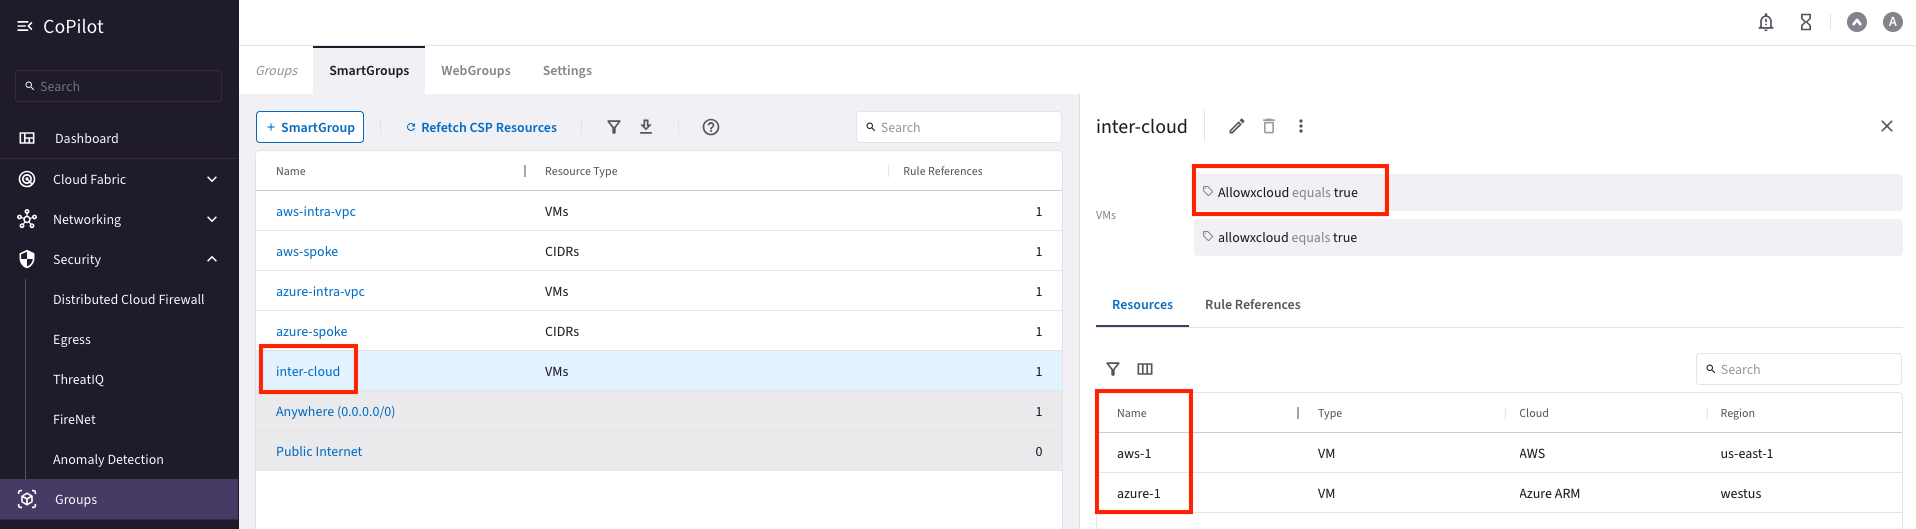 CoPilot
Search
Dashboard
Cloud Fabric
Networking
Security
Distributed Cloud Firewall
Egress
ThreatIQ
FireNet
Anomaly Detection
Groups
A
Groups SmartGroups WebGroups Settings
+ SmartGroup Refetch CSP Resources ? Search
Name Resource Type Rule References
aws-intra-vpc VMs 1
aws-spoke CIDRs 1
azure-intra-vpc VMs 1
azure-spoke CIDRs 1
inter-cloud VMs 1
Anywhere (0.0.0.0/0) 1
Public Internet 0
inter-cloud
VMs
Allowxcloud equals true
allowxcloud equals true
Resources Rule References
Search
Name Type Cloud Region
aws-1 VM AWS us-east-1
azure-1 VM Azure ARM westus